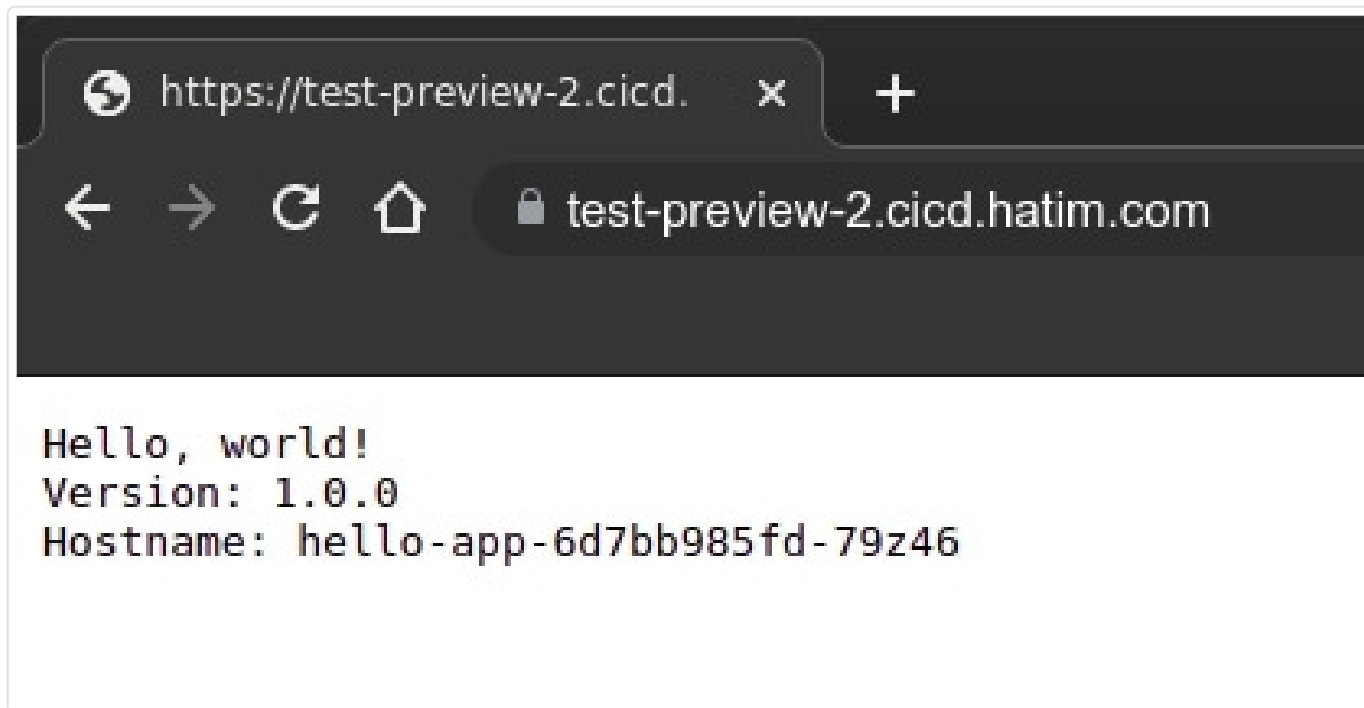 https://test-preview-2.cicd.
test-preview-2.cicd.hatim.com
Hello, world!
Version: 1.0.0
Hostname: hello-app-6d7bb985fd-79z46